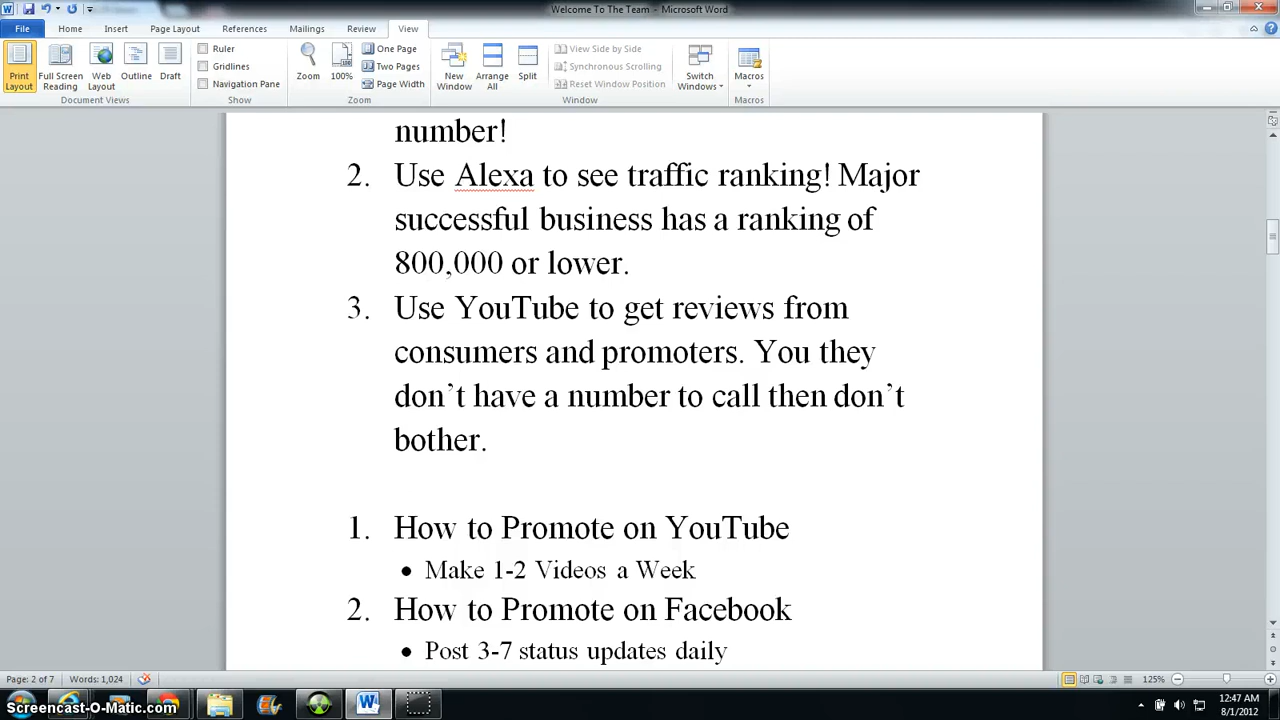 Welcome To The Team - Microsoft Word
File Home Insert Page Layout References Mailings Review View
Print Layout
Full Screen Reading
Web Layout
Outline
Draft
Document Views
Ruler
Gridlines
Navigation Pane
Show
Zoom
100%
One Page
Two Pages
Page Width
Zoom
New Window
Arrange All
Split
View Side by Side
Synchronous Scrolling
Reset Window Position
Window
Switch Windows
Macros
Macros
number!
2. Use Alexa to see traffic ranking! Major
successful business has a ranking of
800,000 or lower.
3. Use YouTube to get reviews from
consumers and promoters. You they
don’t have a number to call then don’t
bother.
1. How to Promote on YouTube
• Make 1-2 Videos a Week
2. How to Promote on Facebook
• Post 3-7 status updates daily
Page: 2 of 7 Words: 1,024 125%
Screencast-O-Matic.com
12:47 AM
8/1/2012